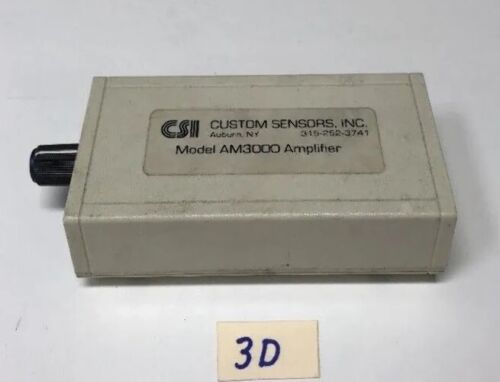 CSI CUSTOM SENSORS, INC.
Auburn, NY 315-252-3741
Model AM3000 Amplifier
3D